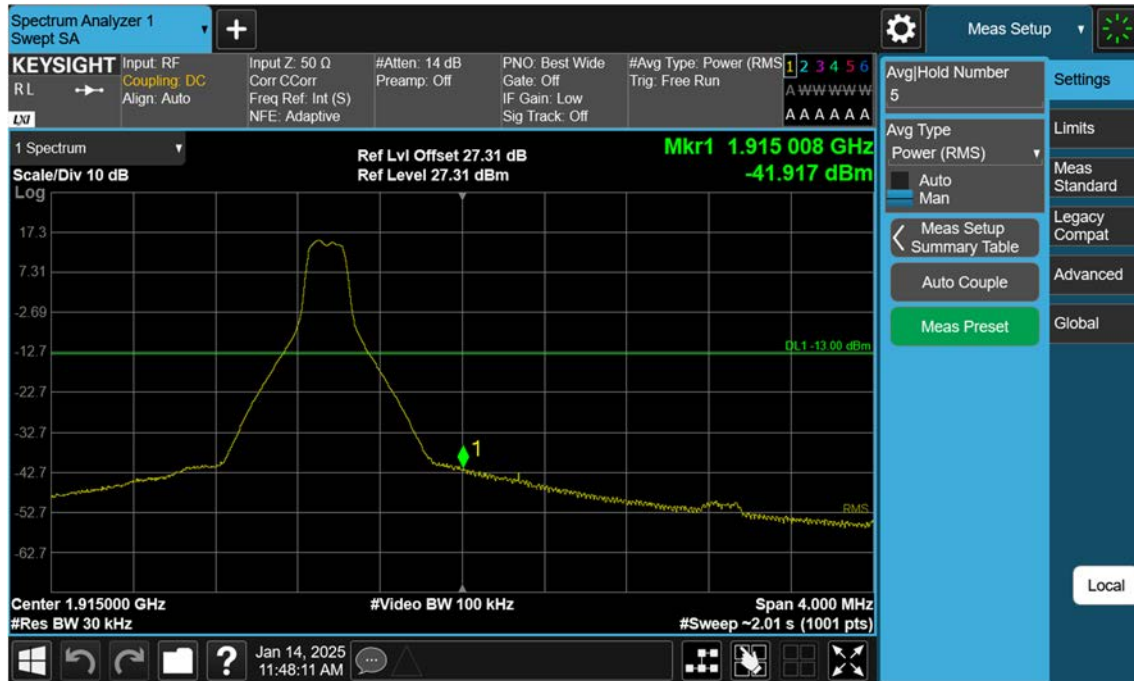 Spectrum Analyzer 1
Swept SA
Meas Setup
KEYSIGHT
R L
LXI
Input: RF
Coupling: DC
Align: Auto
Input Z: 50 Ω
Corr CCorr
Freq Ref: Int (S)
NFE: Adaptive
#Atten: 14 dB
Preamp: Off
PNO: Best Wide
Gate: Off
IF Gain: Low
Sig Track: Off
#Avg Type: Power (RMS
Trig: Free Run
1 2 3 4 5 6
A W W W W W
A A A A A A
1 Spectrum
Scale/Div 10 dB
Log
Ref Lvl Offset 27.31 dB
Ref Level 27.31 dBm
Mkr1 1.915 008 GHz
-41.917 dBm
17.3
7.31
-2.69
-12.7
-22.7
-32.7
-42.7
-52.7
-62.7
DL1 -13.00 dBm
1
RMS
Center 1.915000 GHz
#Res BW 30 kHz
#Video BW 100 kHz
Span 4.000 MHz
#Sweep ~2.01 s (1001 pts)
Avg|Hold Number
5
Avg Type
Power (RMS)
Auto
Man
Meas Setup
Summary Table
Auto Couple
Meas Preset
Settings
Limits
Meas
Standard
Legacy
Compat
Advanced
Global
Local
?
Jan 14, 2025
11:48:11 AM